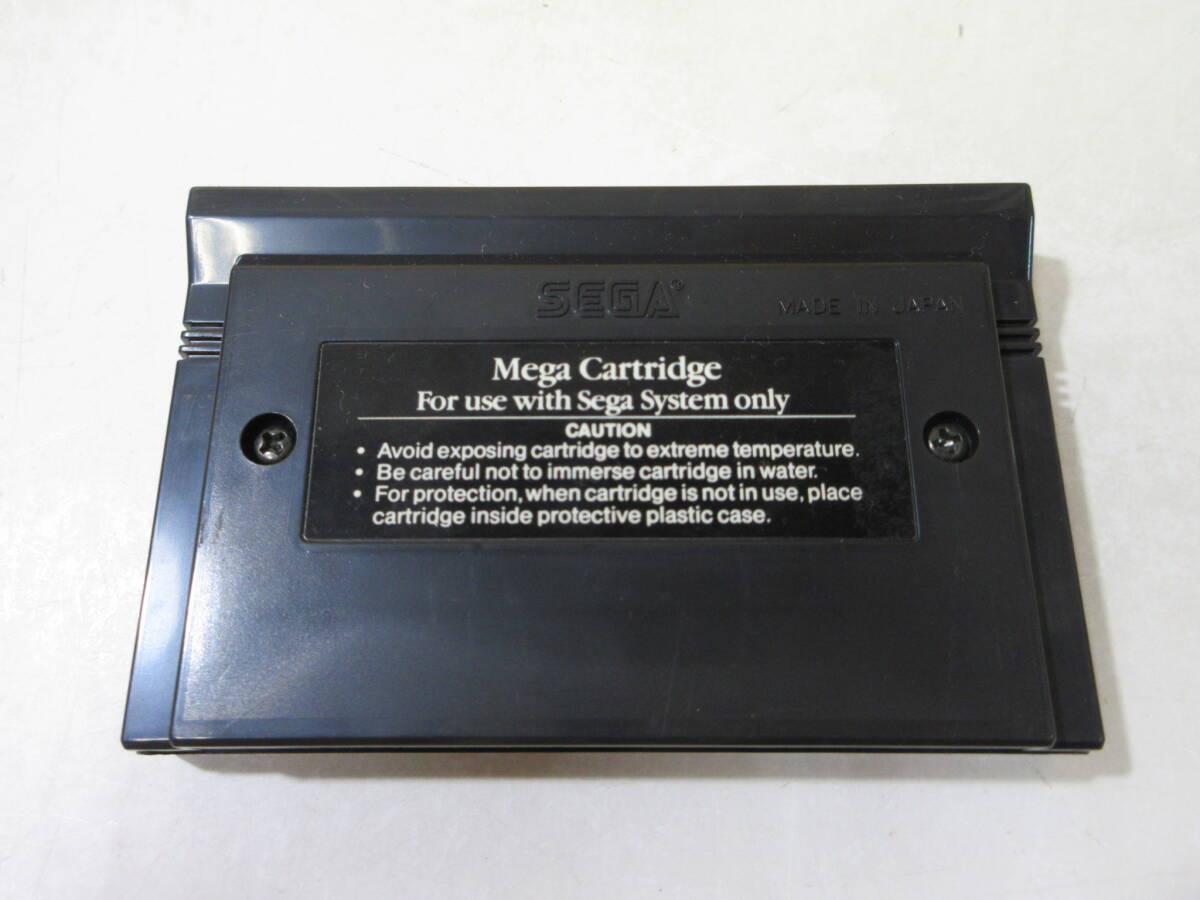 SEGA®
MADE IN JAPAN
Mega Cartridge
For use with Sega System only
CAUTION
• Avoid exposing cartridge to extreme temperature.
• Be careful not to immerse cartridge in water.
• For protection, when cartridge is not in use, place
cartridge inside protective plastic case.